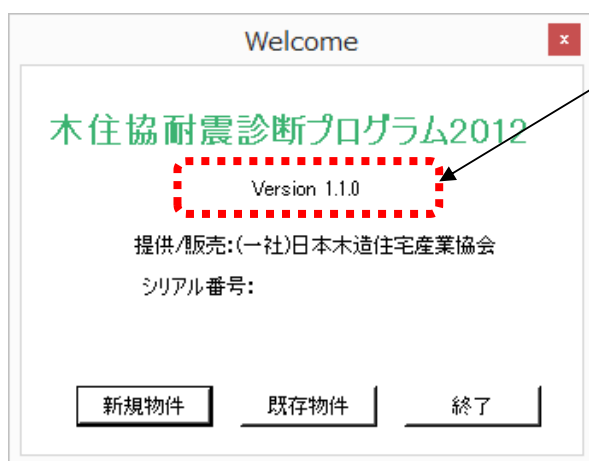 Welcome
x
木住協耐震診断プログラム2012
Version 1.1.0
提供/販売:(一社)日本木造住宅産業協会
シリアル番号:
新規物件 既存物件 終了